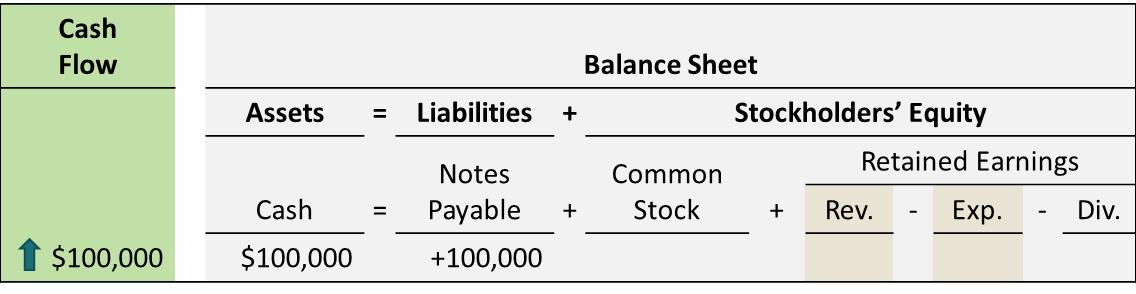 Cash
Flow
Balance Sheet
Assets = Liabilities + Stockholders’ Equity
Retained Earnings
Notes Common
Cash = Payable + Stock + Rev. - Exp. - Div.
$100,000 $100,000 +100,000